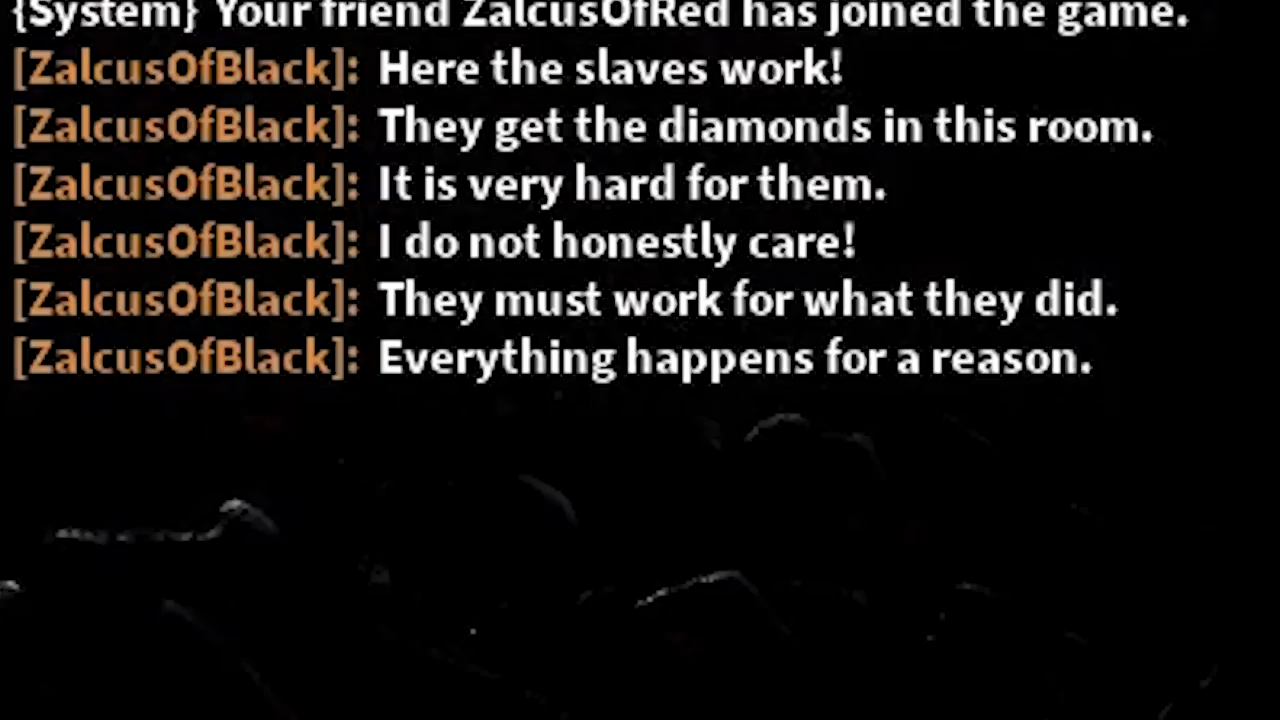 {System} Your friend ZalcusOfRed has joined the game.
[ZalcusOfBlack]: Here the slaves work!
[ZalcusOfBlack]: They get the diamonds in this room.
[ZalcusOfBlack]: It is very hard for them.
[ZalcusOfBlack]: I do not honestly care!
[ZalcusOfBlack]: They must work for what they did.
[ZalcusOfBlack]: Everything happens for a reason.